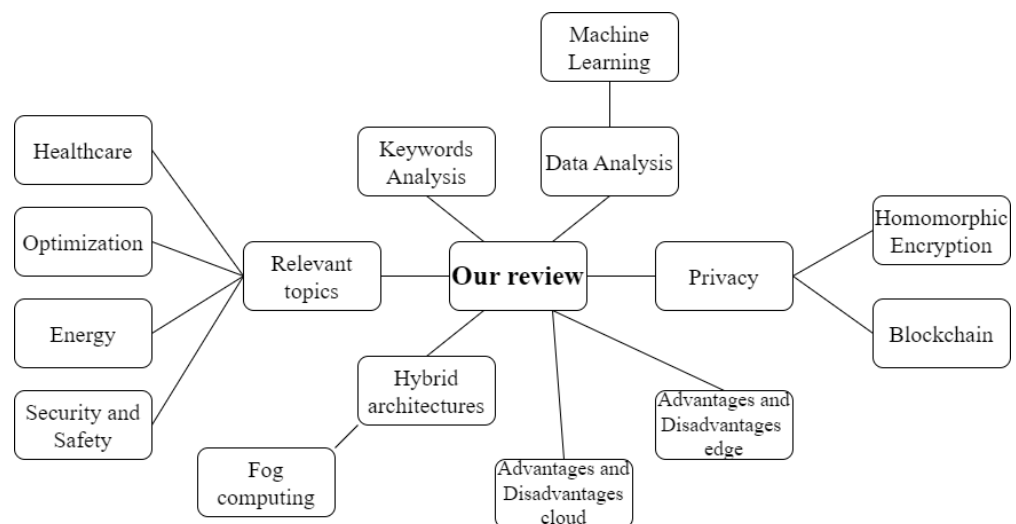 Machine
Learning
Healthcare
Keywords
Analysis
Data Analysis
Homomorphic
Encryption
Optimization
Relevant
topics
Our review
Privacy
Energy
Blockchain
Hybrid
architectures
Security and
Safety
Advantages and
Disadvantages
edge
Fog
computing
Advantages and
Disadvantages
cloud